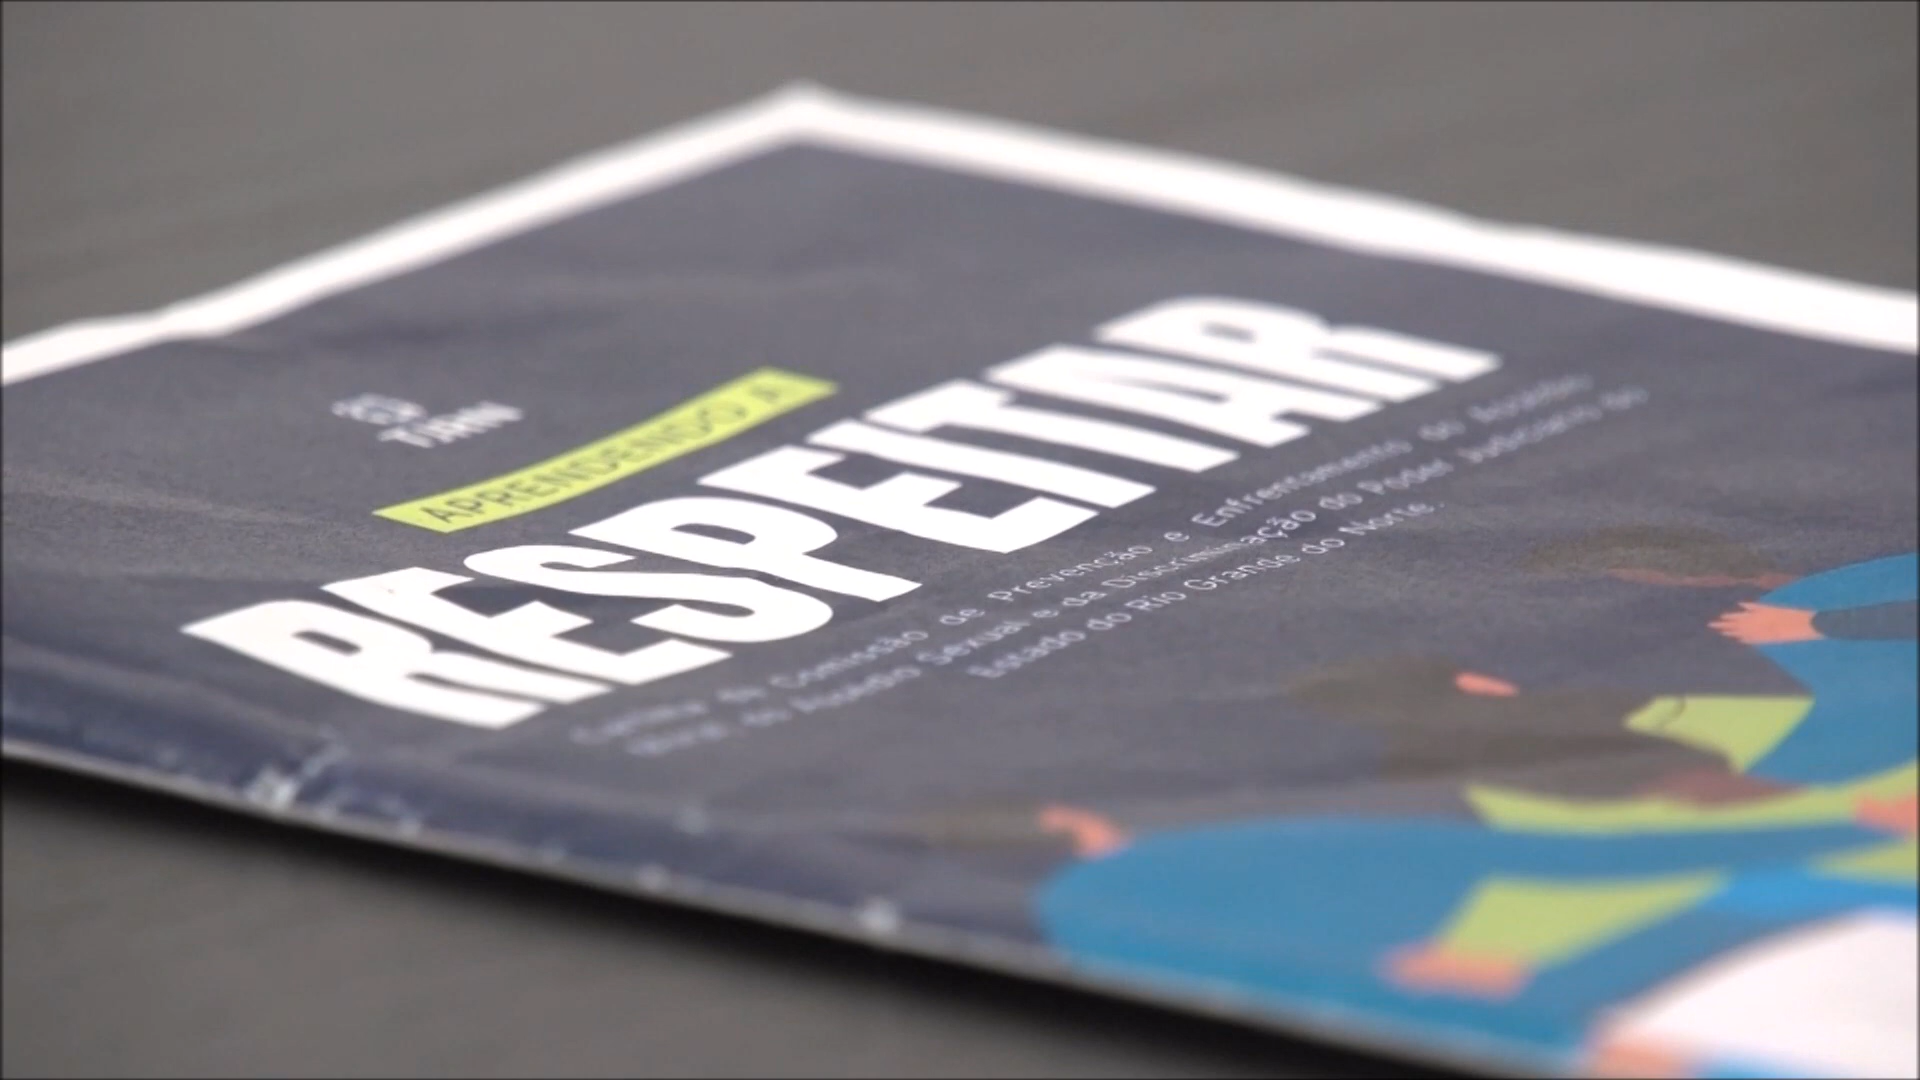 TJRN
APRENDENDO A
RESPEITAR
Cartilha da Comissão de Prevenção e Enfrentamento do Assédio
Moral, do Assédio Sexual e da Discriminação do Poder Judiciário do
Estado do Rio Grande do Norte.